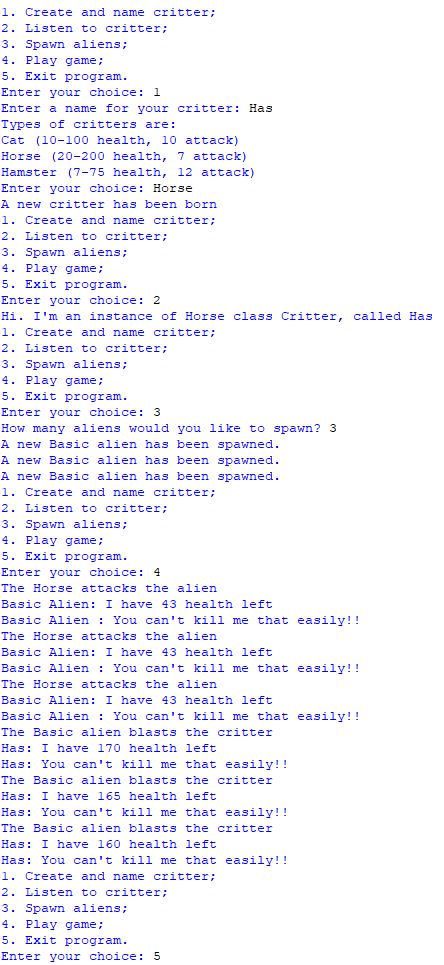 1. Create and name critter;
2. Listen to critter;
3. Spawn aliens;
4. Play game;
5. Exit program.
Enter your choice: 1
Enter a name for your critter: Has
Types of critters are:
Cat (10-100 health, 10 attack)
Horse (20-200 health, 7 attack)
Hamster (7-75 health, 12 attack)
Enter your choice: Horse
A new critter has been born
1. Create and name critter;
2. Listen to critter;
3. Spawn aliens;
4. Play game;
5. Exit program.
Enter your choice: 2
Hi. I'm an instance of Horse class Critter, called Has
1. Create and name critter;
2. Listen to critter;
3. Spawn aliens;
4. Play game;
5. Exit program.
Enter your choice: 3
How many aliens would you like to spawn? 3
A new Basic alien has been spawned.
A new Basic alien has been spawned.
A new Basic alien has been spawned.
1. Create and name critter;
2. Listen to critter;
3. Spawn aliens;
4. Play game;
5. Exit program.
Enter your choice: 4
The Horse attacks the alien
Basic Alien: I have 43 health left
Basic Alien : You can't kill me that easily!!
The Horse attacks the alien
Basic Alien: I have 43 health left
Basic Alien : You can't kill me that easily!!
The Horse attacks the alien
Basic Alien: I have 43 health left
Basic Alien : You can't kill me that easily!!
The Basic alien blasts the critter
Has: I have 170 health left
Has: You can't kill me that easily!!
The Basic alien blasts the critter
Has: I have 165 health left
Has: You can't kill me that easily!!
The Basic alien blasts the critter
Has: I have 160 health left
Has: You can't kill me that easily!!
1. Create and name critter;
2. Listen to critter;
3. Spawn aliens;
4. Play game;
5. Exit program.
Enter your choice: 5